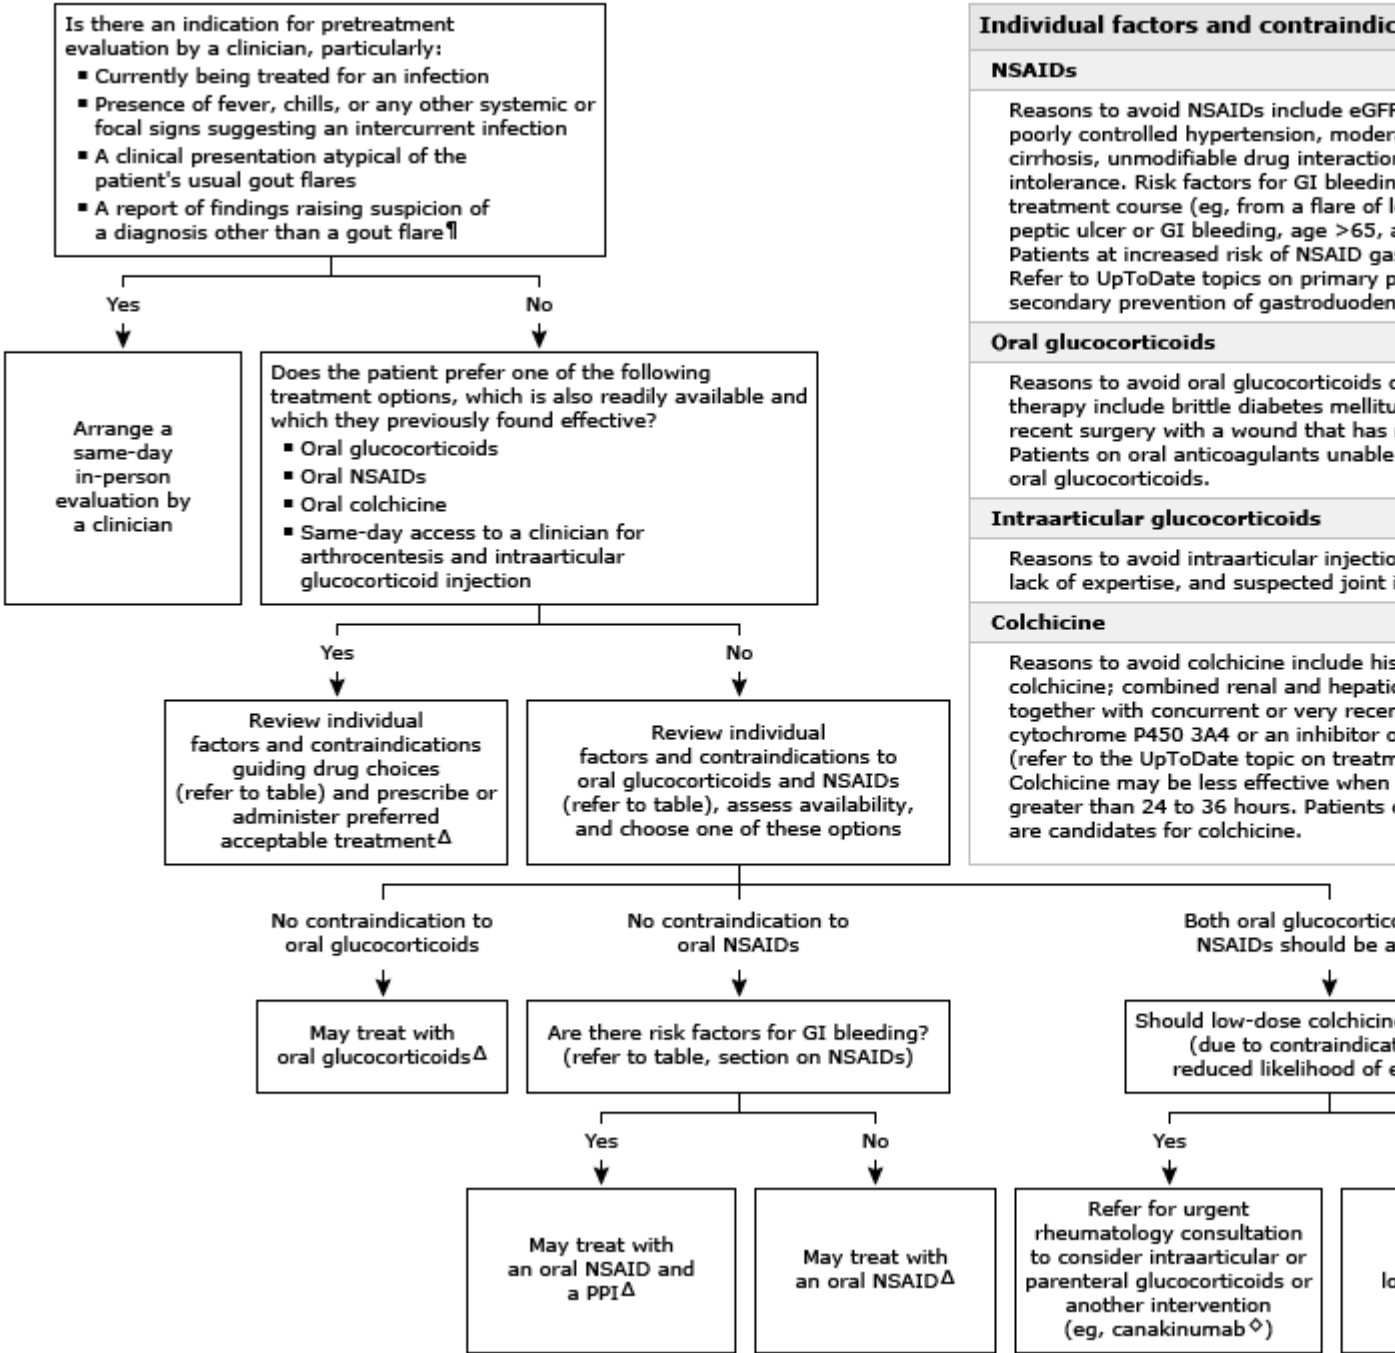 Is there an indication for pretreatment
evaluation by a clinician, particularly:
▪ Currently being treated for an infection
▪ Presence of fever, chills, or any other systemic or
focal signs suggesting an intercurrent infection
▪ A clinical presentation atypical of the
patient's usual gout flares
▪ A report of findings raising suspicion of
a diagnosis other than a gout flare¶
Yes
No
Arrange a
same-day
in-person
evaluation by
a clinician
Does the patient prefer one of the following
treatment options, which is also readily available and
which they previously found effective?
▪ Oral glucocorticoids
▪ Oral NSAIDs
▪ Oral colchicine
▪ Same-day access to a clinician for
arthrocentesis and intraarticular
glucocorticoid injection
Yes
No
Review individual
factors and contraindications
guiding drug choices
(refer to table) and prescribe or
administer preferred
acceptable treatmentΔ
Review individual
factors and contraindications to
oral glucocorticoids and NSAIDs
(refer to table), assess availability,
and choose one of these options
No contraindication to
oral glucocorticoids
No contraindication to
oral NSAIDs
Both oral
NSAIDs should be
May treat with
oral glucocorticoidsΔ
Are there risk factors for GI bleeding?
(refer to table, section on NSAIDs)
Should low-dose
(due to
reduced likelihood of
Yes
No
Yes
May treat with
an oral NSAID and
a PPIΔ
May treat with
an oral NSAIDΔ
Refer for urgent
rheumatology consultation
to consider intraarticular or
parenteral glucocorticoids or
another intervention
(eg, canakinumab◇)
Individual factors and
NSAIDs
Reasons to avoid NSAIDs include
poorly controlled hypertension,
cirrhosis, unmodifiable drug
intolerance. Risk factors for GI
treatment course (eg, from a flare of
peptic ulcer or GI bleeding, age >65,
Patients at increased risk of NSAID
Refer to UpToDate topics on primary
secondary prevention of
Oral glucocorticoids
Reasons to avoid oral glucocorticoids
therapy include brittle diabetes
recent surgery with a wound that has
Patients on oral anticoagulants unable
oral glucocorticoids.
Intraarticular glucocorticoids
Reasons to avoid intraarticular
lack of expertise, and suspected joint
Colchicine
Reasons to avoid colchicine include
colchicine; combined renal and
together with concurrent or very
cytochrome P450 3A4 or an inhibitor
(refer to the UpToDate topic on
Colchicine may be less effective when
greater than 24 to 36 hours. Patients
are candidates for colchicine.